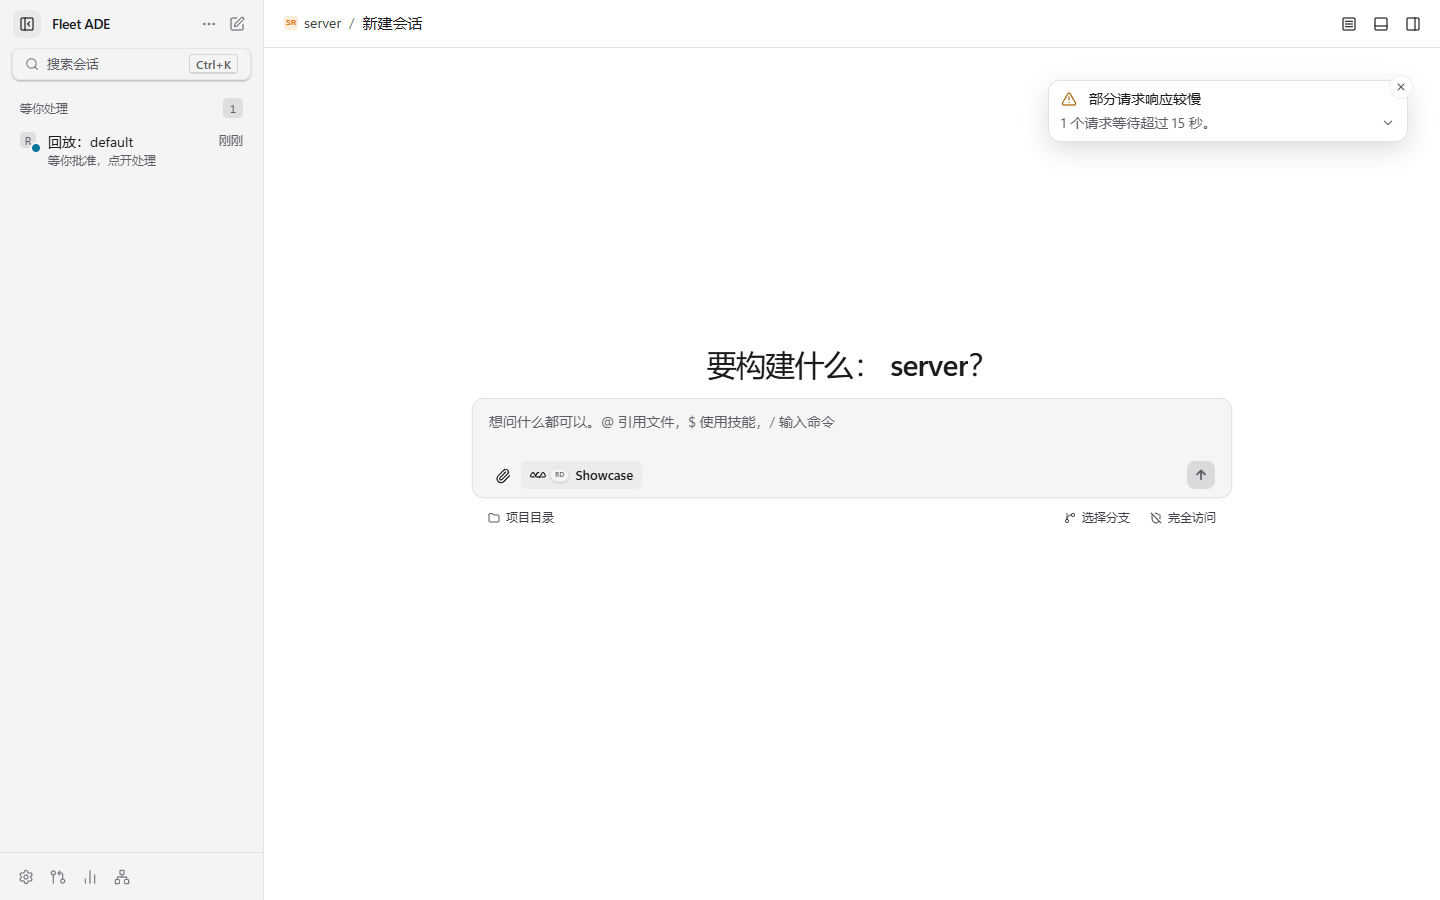 Fleet ADE
搜索会话 Ctrl+K
等你处理 1
R 回放：default 刚刚
等你批准，点开处理
SR server / 新建会话
部分请求响应较慢
1 个请求等待超过 15 秒。
要构建什么： server？
想问什么都可以。@ 引用文件，$ 使用技能，/ 输入命令
RD Showcase
项目目录 选择分支 完全访问